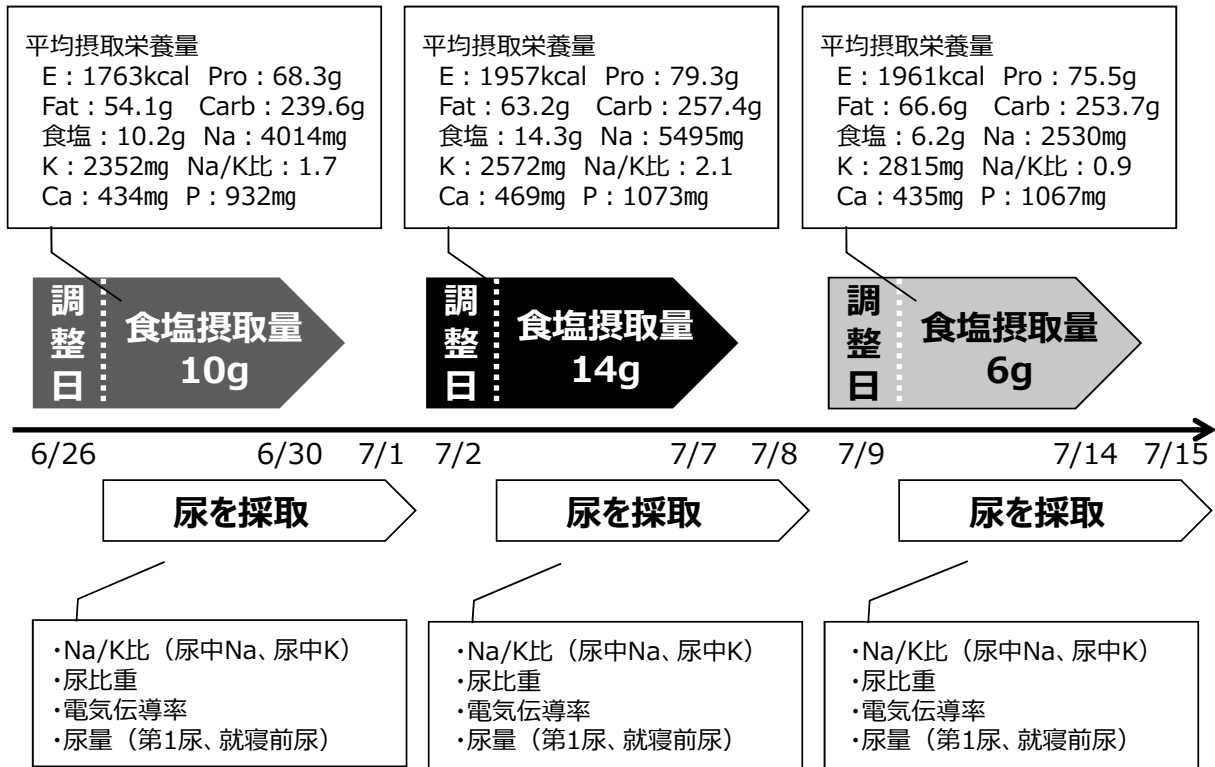 平均摂取栄養量
E:1763kcal Pro:68.3g
Fat:54.1g Carb:239.6g
食塩:10.2g Na:4014㎎
K:2352㎎ Na/K比:1.7
Ca:434㎎ P:932㎎
平均摂取栄養量
E:1957kcal Pro:79.3g
Fat:63.2g Carb:257.4g
食塩:14.3g Na:5495㎎
K:2572㎎ Na/K比:2.1
Ca:469㎎ P:1073㎎
平均摂取栄養量
E:1961kcal Pro:75.5g
Fat:66.6g Carb:253.7g
食塩:6.2g Na:2530㎎
K:2815㎎ Na/K比:0.9
Ca:435㎎ P:1067㎎
調整日
食塩摂取量
10g
調整日
食塩摂取量
14g
調整日
食塩摂取量
6g
6/26 6/30 7/1 7/2 7/7 7/8 7/9 7/14 7/15
尿を採取
尿を採取
尿を採取
・Na/K比(尿中Na、尿中K)
・尿比重
・電気伝導率
・尿量(第1尿、就寝前尿)
・Na/K比(尿中Na、尿中K)
・尿比重
・電気伝導率
・尿量(第1尿、就寝前尿)
・Na/K比(尿中Na、尿中K)
・尿比重
・電気伝導率
・尿量(第1尿、就寝前尿)